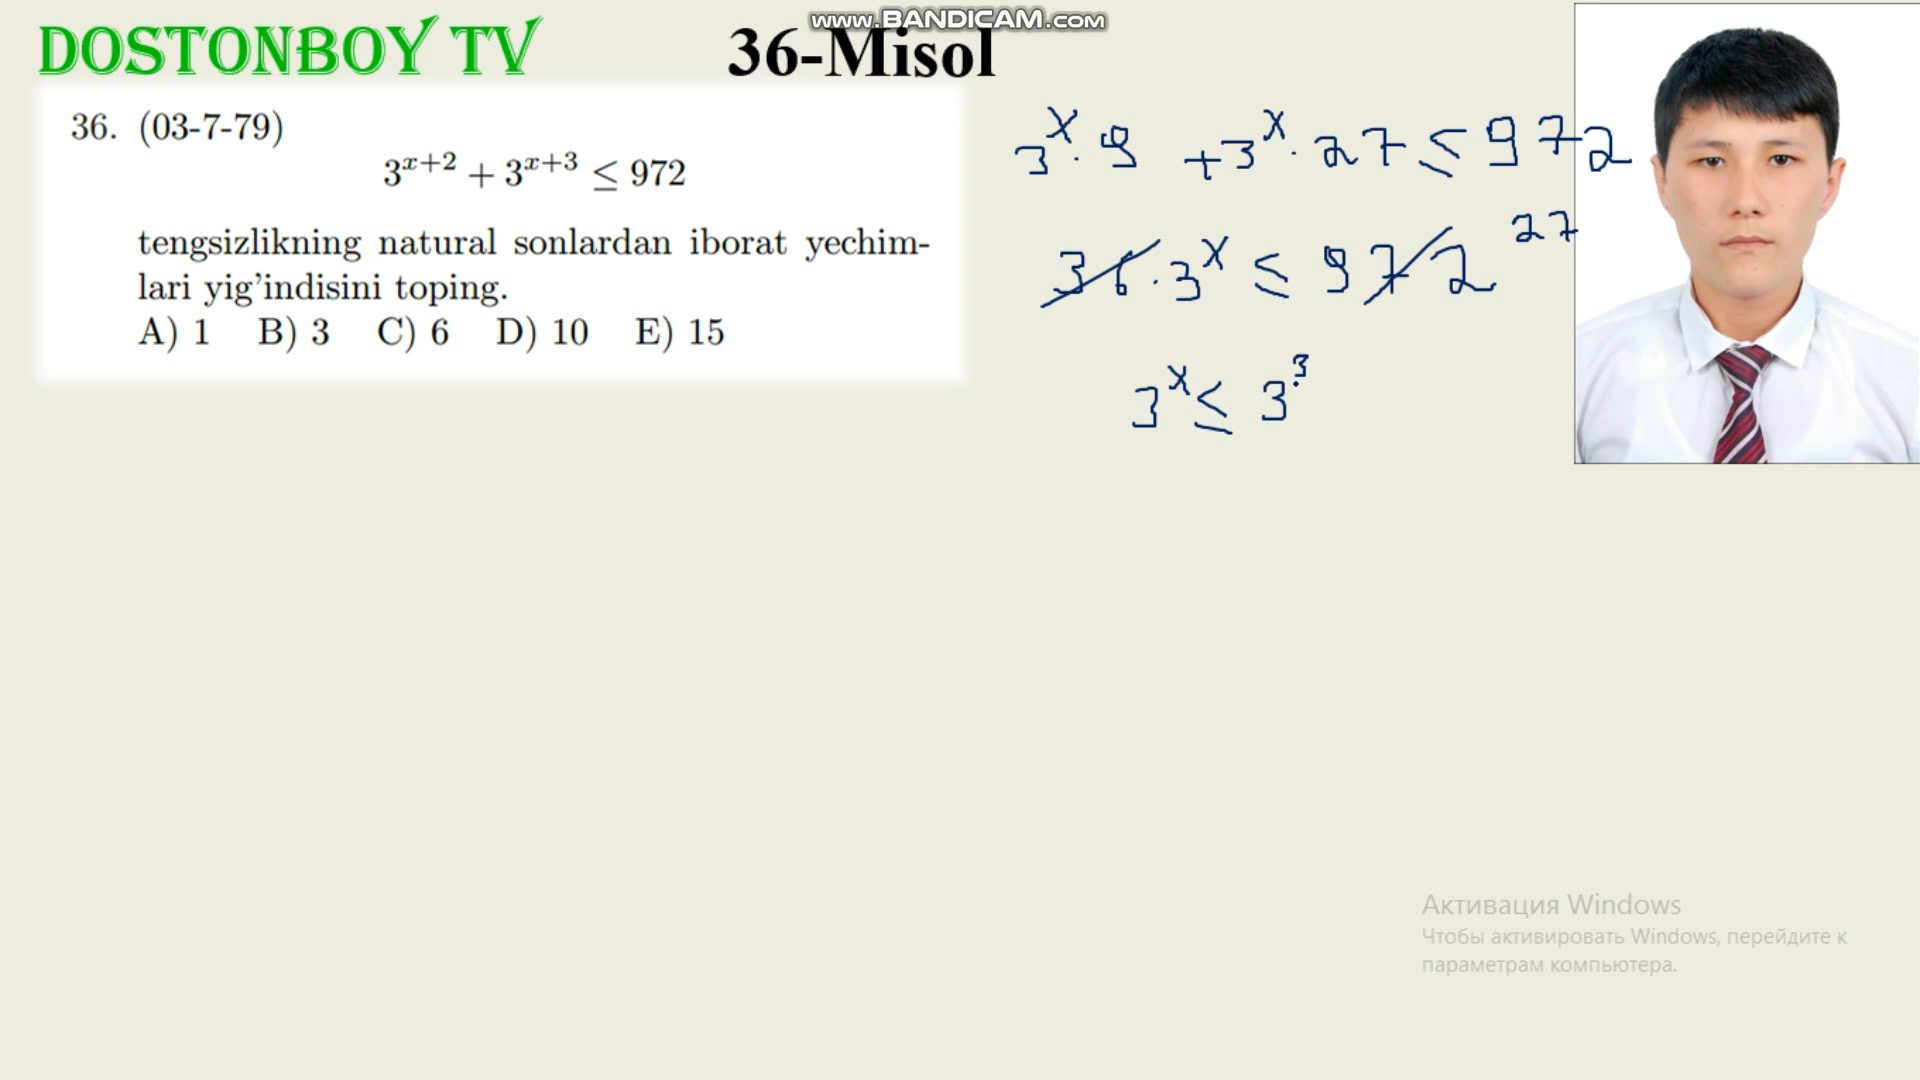 www.BANDICAM.com
DOSTONBOY TV
36-Misol
36. (03-7-79)
3^{x+2} + 3^{x+3} ≤ 972
tengsizlikning natural sonlardan iborat yechim-
lari yig'indisini toping.
A) 1 B) 3 C) 6 D) 10 E) 15
3^x · 9 + 3^x · 27 ≤ 972
36 · 3^x ≤ 972 27
3^x ≤ 3^3
Активация Windows
Чтобы активировать Windows, перейдите к
параметрам компьютера.